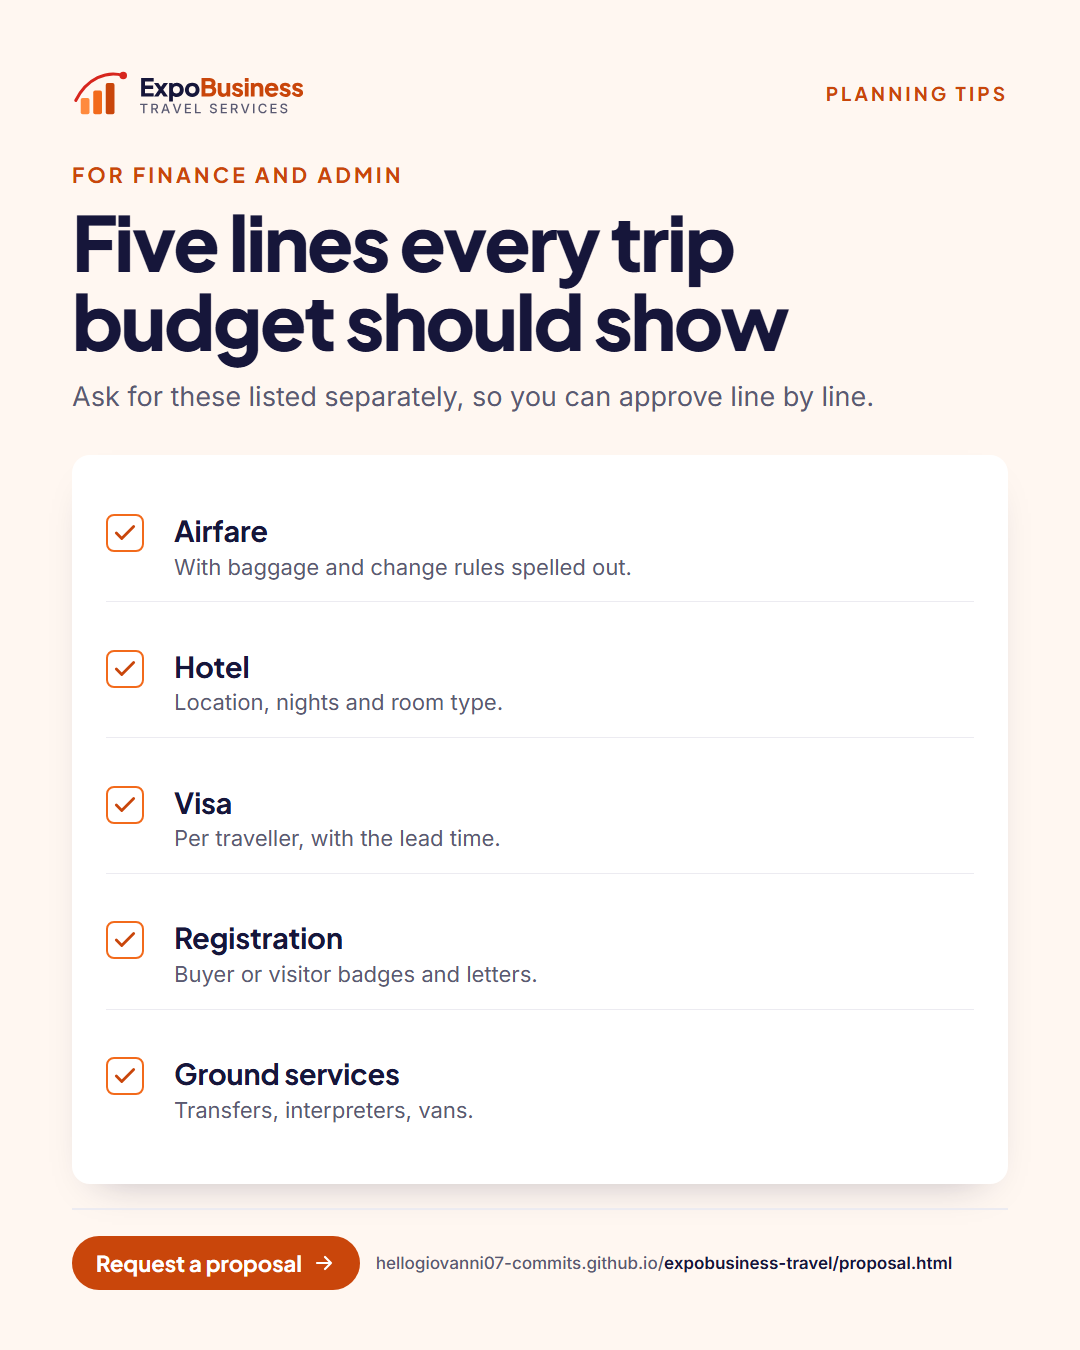 ExpoBusiness
TRAVEL SERVICES
PLANNING TIPS
FOR FINANCE AND ADMIN
Five lines every trip
budget should show
Ask for these listed separately, so you can approve line by line.
Airfare
With baggage and change rules spelled out.
Hotel
Location, nights and room type.
Visa
Per traveller, with the lead time.
Registration
Buyer or visitor badges and letters.
Ground services
Transfers, interpreters, vans.
Request a proposal →
hellogiovanni07-commits.github.io/expobusiness-travel/proposal.html